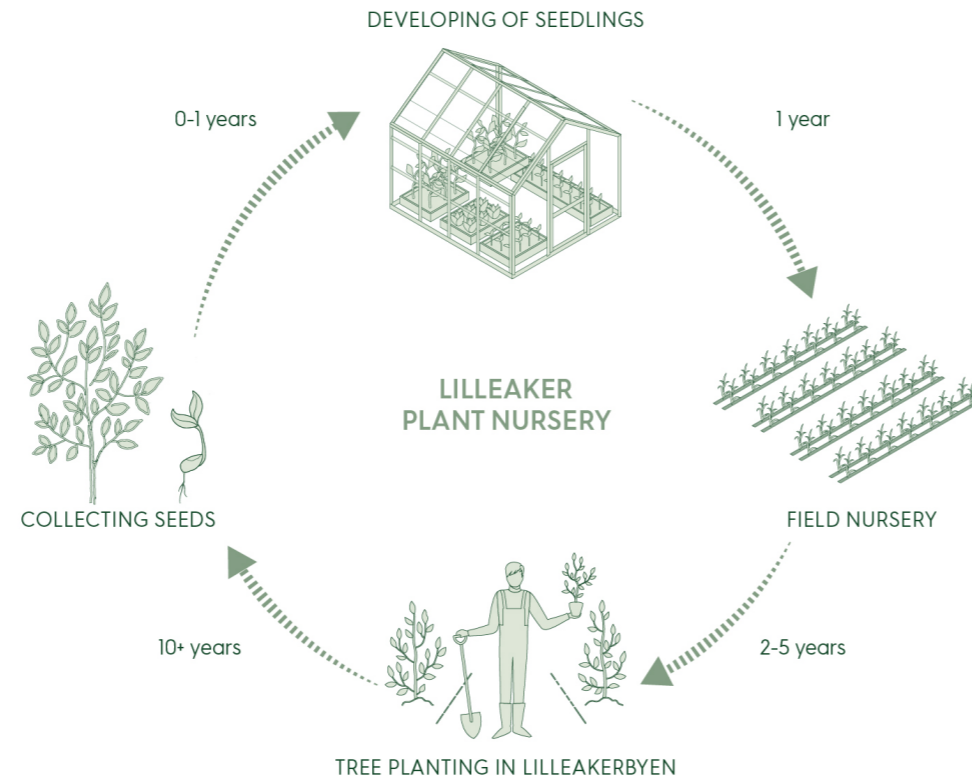 DEVELOPING OF SEEDLINGS
0-1 years
1 year
LILLEAKER
PLANT NURSERY
COLLECTING SEEDS
FIELD NURSERY
10+ years
2-5 years
TREE PLANTING IN LILLEAKERBYEN